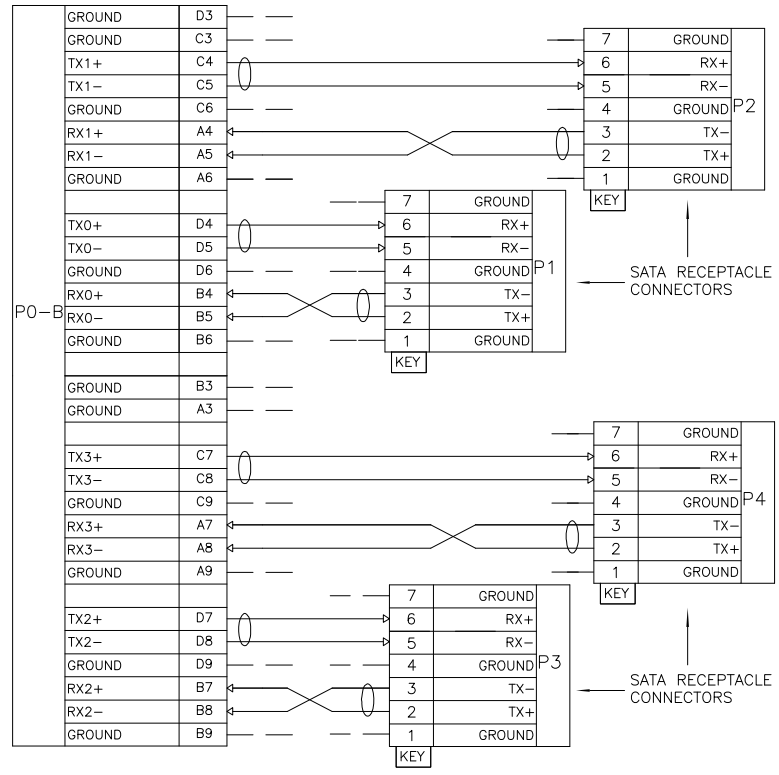 P0-B
GROUND D3
GROUND C3
TX1+ C4
TX1- C5
GROUND C6
RX1+ A4
RX1- A5
GROUND A6
TX0+ D4
TX0- D5
GROUND D6
RX0+ B4
RX0- B5
GROUND B6
GROUND B3
GROUND A3
TX3+ C7
TX3- C8
GROUND C9
RX3+ A7
RX3- A8
GROUND A9
TX2+ D7
TX2- D8
GROUND D9
RX2+ B7
RX2- B8
GROUND B9
P2
7 GROUND
6 RX+
5 RX-
4 GROUND
3 TX-
2 TX+
1 GROUND
KEY
P1
7 GROUND
6 RX+
5 RX-
4 GROUND
3 TX-
2 TX+
1 GROUND
KEY
SATA RECEPTACLE
CONNECTORS
P4
7 GROUND
6 RX+
5 RX-
4 GROUND
3 TX-
2 TX+
1 GROUND
KEY
P3
7 GROUND
6 RX+
5 RX-
4 GROUND
3 TX-
2 TX+
1 GROUND
KEY
SATA RECEPTACLE
CONNECTORS